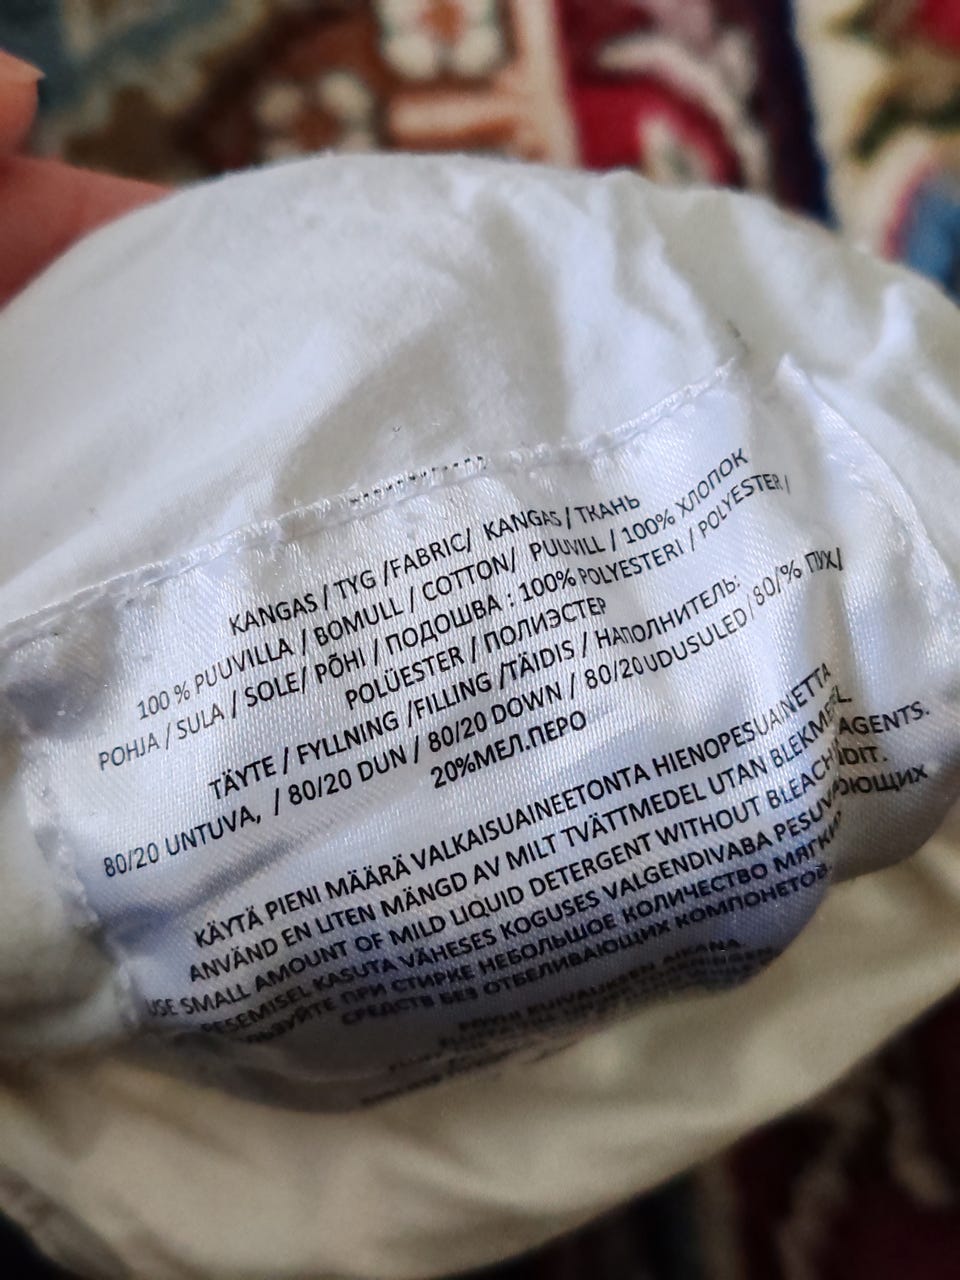 KANGAS / TYG /FABRIC/ KANGAS / ТКАНЬ
100 % PUUVILLA / BOMULL / COTTON/ PUUVILL / 100% ХЛОПОК
POHJA / SULA / SOLE/ PÕHI / ПОДОШВА : 100% POLYESTERI / POLYESTER /
POLÜESTER / ПОЛИЭСТЕР
TÄYTE / FYLLNING /FILLING /TÄIDIS / НАПОЛНИТЕЛЬ:
80/20 UNTUVA, / 80/20 DUN / 80/20 DOWN / 80/20UDUSULED / 80/% ПУХ/
20%МЕЛ.ПЕРО
KÄYTÄ PIENI MÄÄRÄ VALKAISUAINEETONTA HIENOPESUAINETTA
ANVÄND EN LITEN MÄNGD AV MILT TVÄTTMEDEL UTAN BLEKMEDEL
USE SMALL AMOUNT OF MILD LIQUID DETERGENT WITHOUT BLEACH AGENTS.
PESEMISEL KASUTA VÄHESES KOGUSES VALGENDIVABA
ПРИ СТИРКЕ НЕБОЛЬШОЕ КОЛИЧЕСТВО МЯГКИХ
СРЕДСТВ БЕЗ ОТБЕЛИВАЮЩИХ КОМПОНЕТОВ
AIKANA